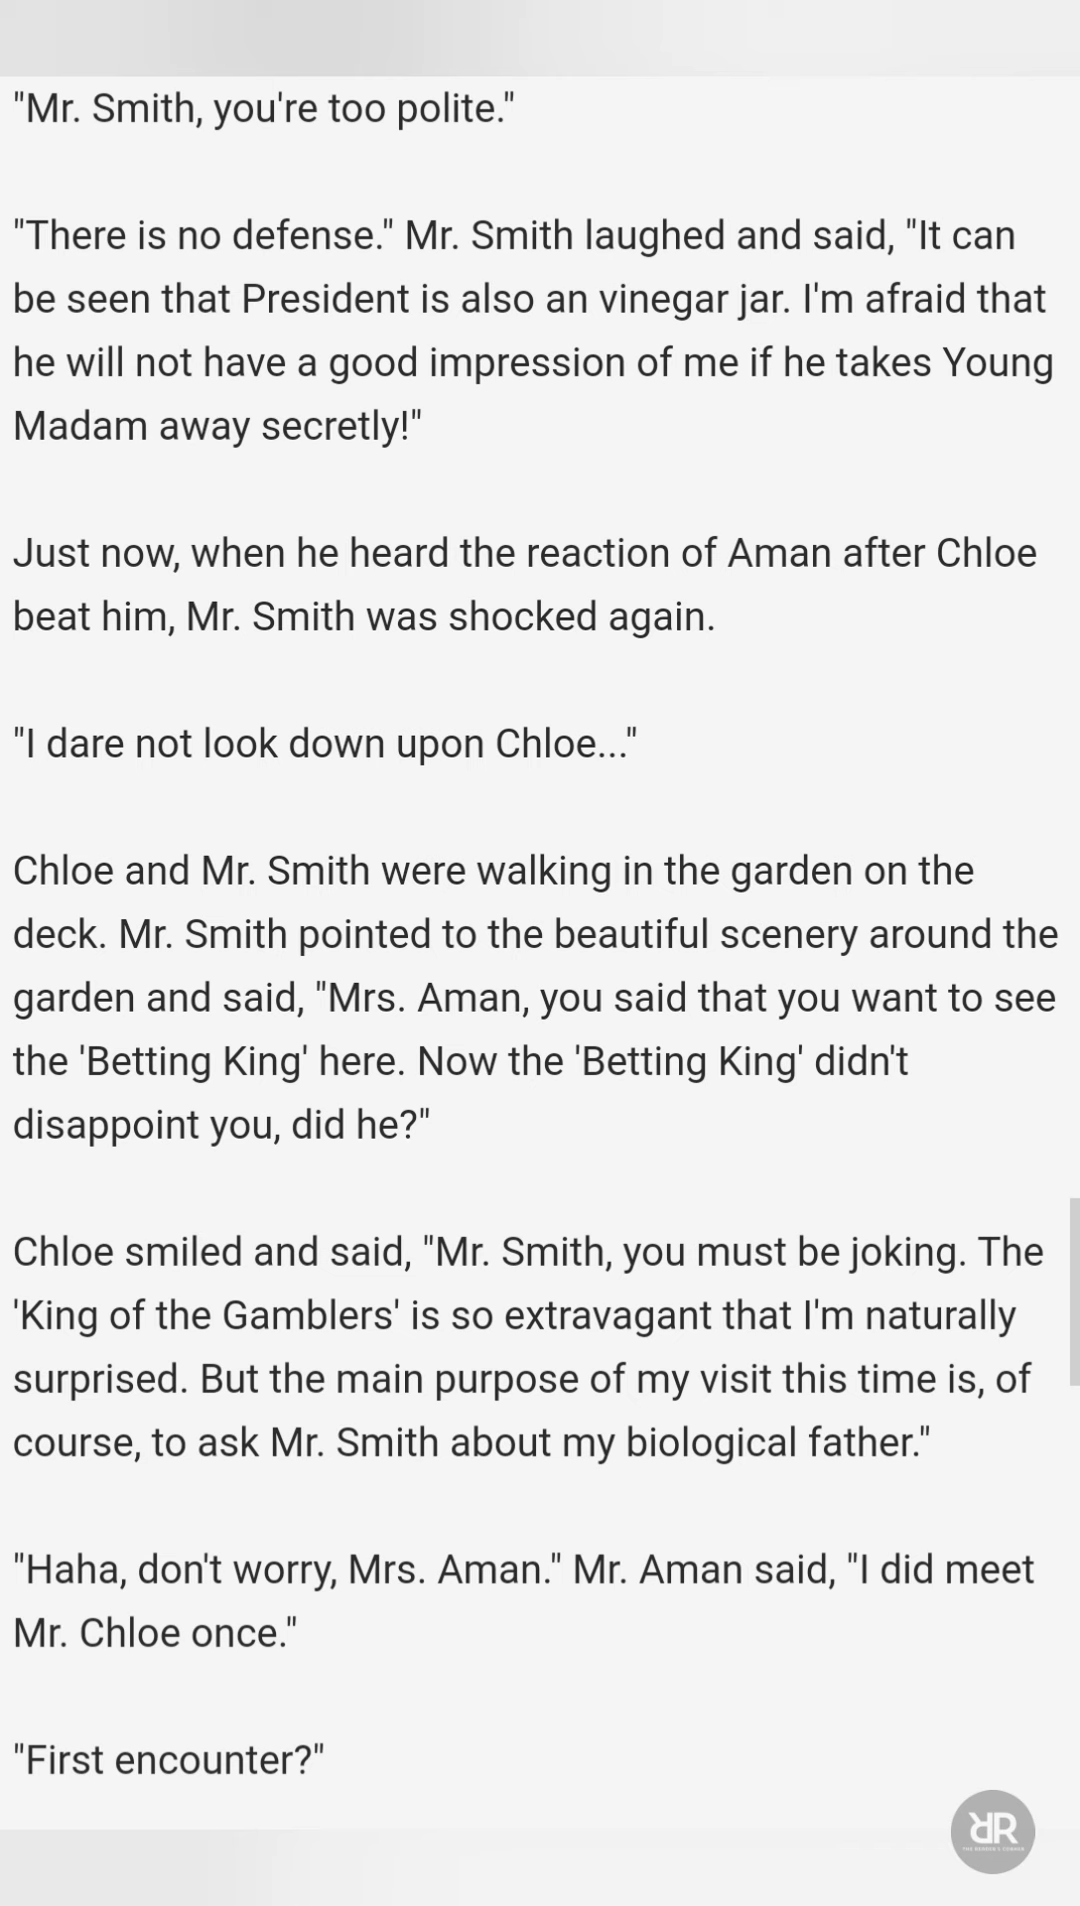 "Mr. Smith, you're too polite."
"There is no defense." Mr. Smith laughed and said, "It can
be seen that President is also an vinegar jar. I'm afraid that
he will not have a good impression of me if he takes Young
Madam away secretly!"
Just now, when he heard the reaction of Aman after Chloe
beat him, Mr. Smith was shocked again.
"I dare not look down upon Chloe..."
Chloe and Mr. Smith were walking in the garden on the
deck. Mr. Smith pointed to the beautiful scenery around the
garden and said, "Mrs. Aman, you said that you want to see
the 'Betting King' here. Now the 'Betting King' didn't
disappoint you, did he?"
Chloe smiled and said, "Mr. Smith, you must be joking. The
'King of the Gamblers' is so extravagant that I'm naturally
surprised. But the main purpose of my visit this time is, of
course, to ask Mr. Smith about my biological father."
"Haha, don't worry, Mrs. Aman." Mr. Aman said, "I did meet
Mr. Chloe once."
"First encounter?"